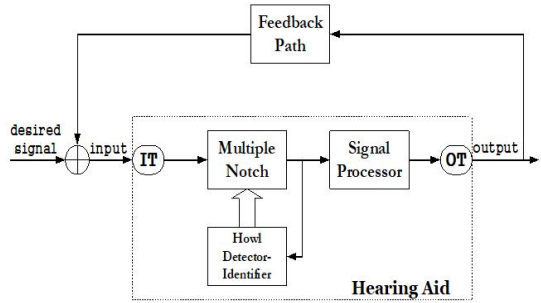 Feedback
Path
desired
signal
input
IT
Multiple
Notch
Signal
Processor
OT
output
Howl
Detector-
Identifier
Hearing Aid